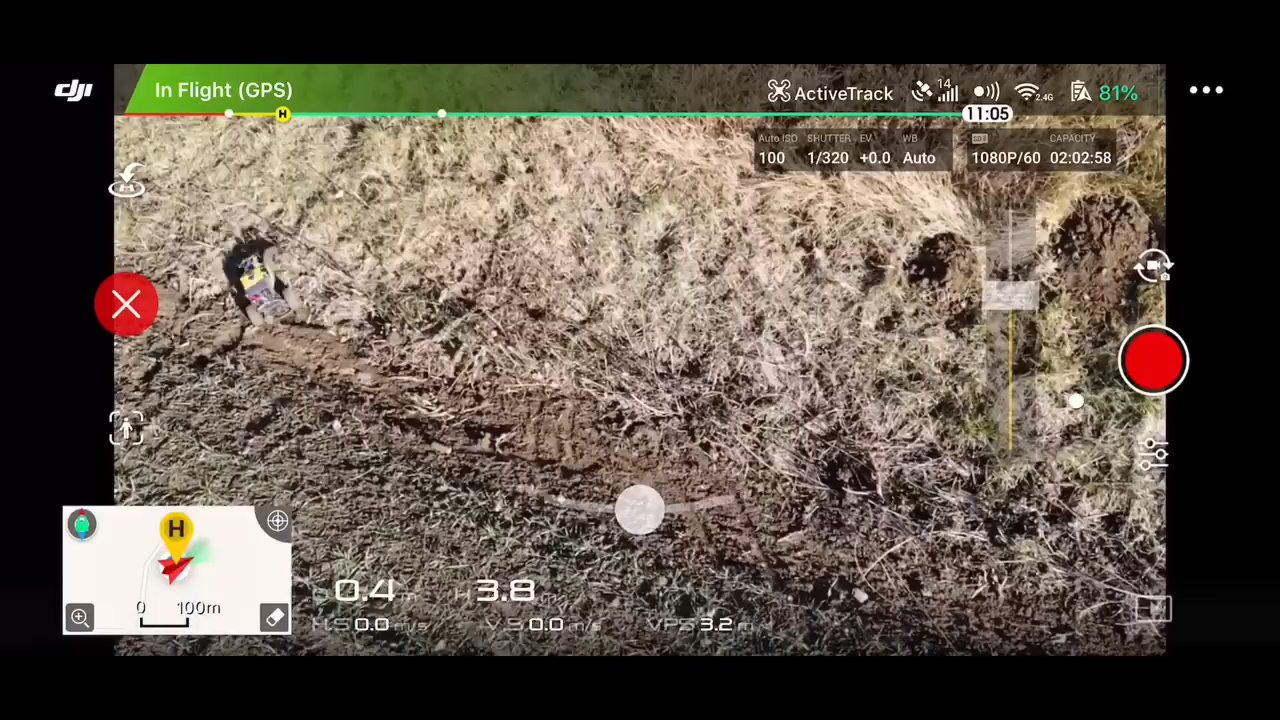 dji
In Flight (GPS)
ActiveTrack
14
2.4G
81%
H
11:05
Auto ISO SHUTTER EV WB CAPACITY
100 1/320 +0.0 Auto 1080P/60 02:02:58
H
0 100m
0.4 m H 3.8 m
H.S 0.0 m/s V.S 0.0 m/s VPS 3.2 m